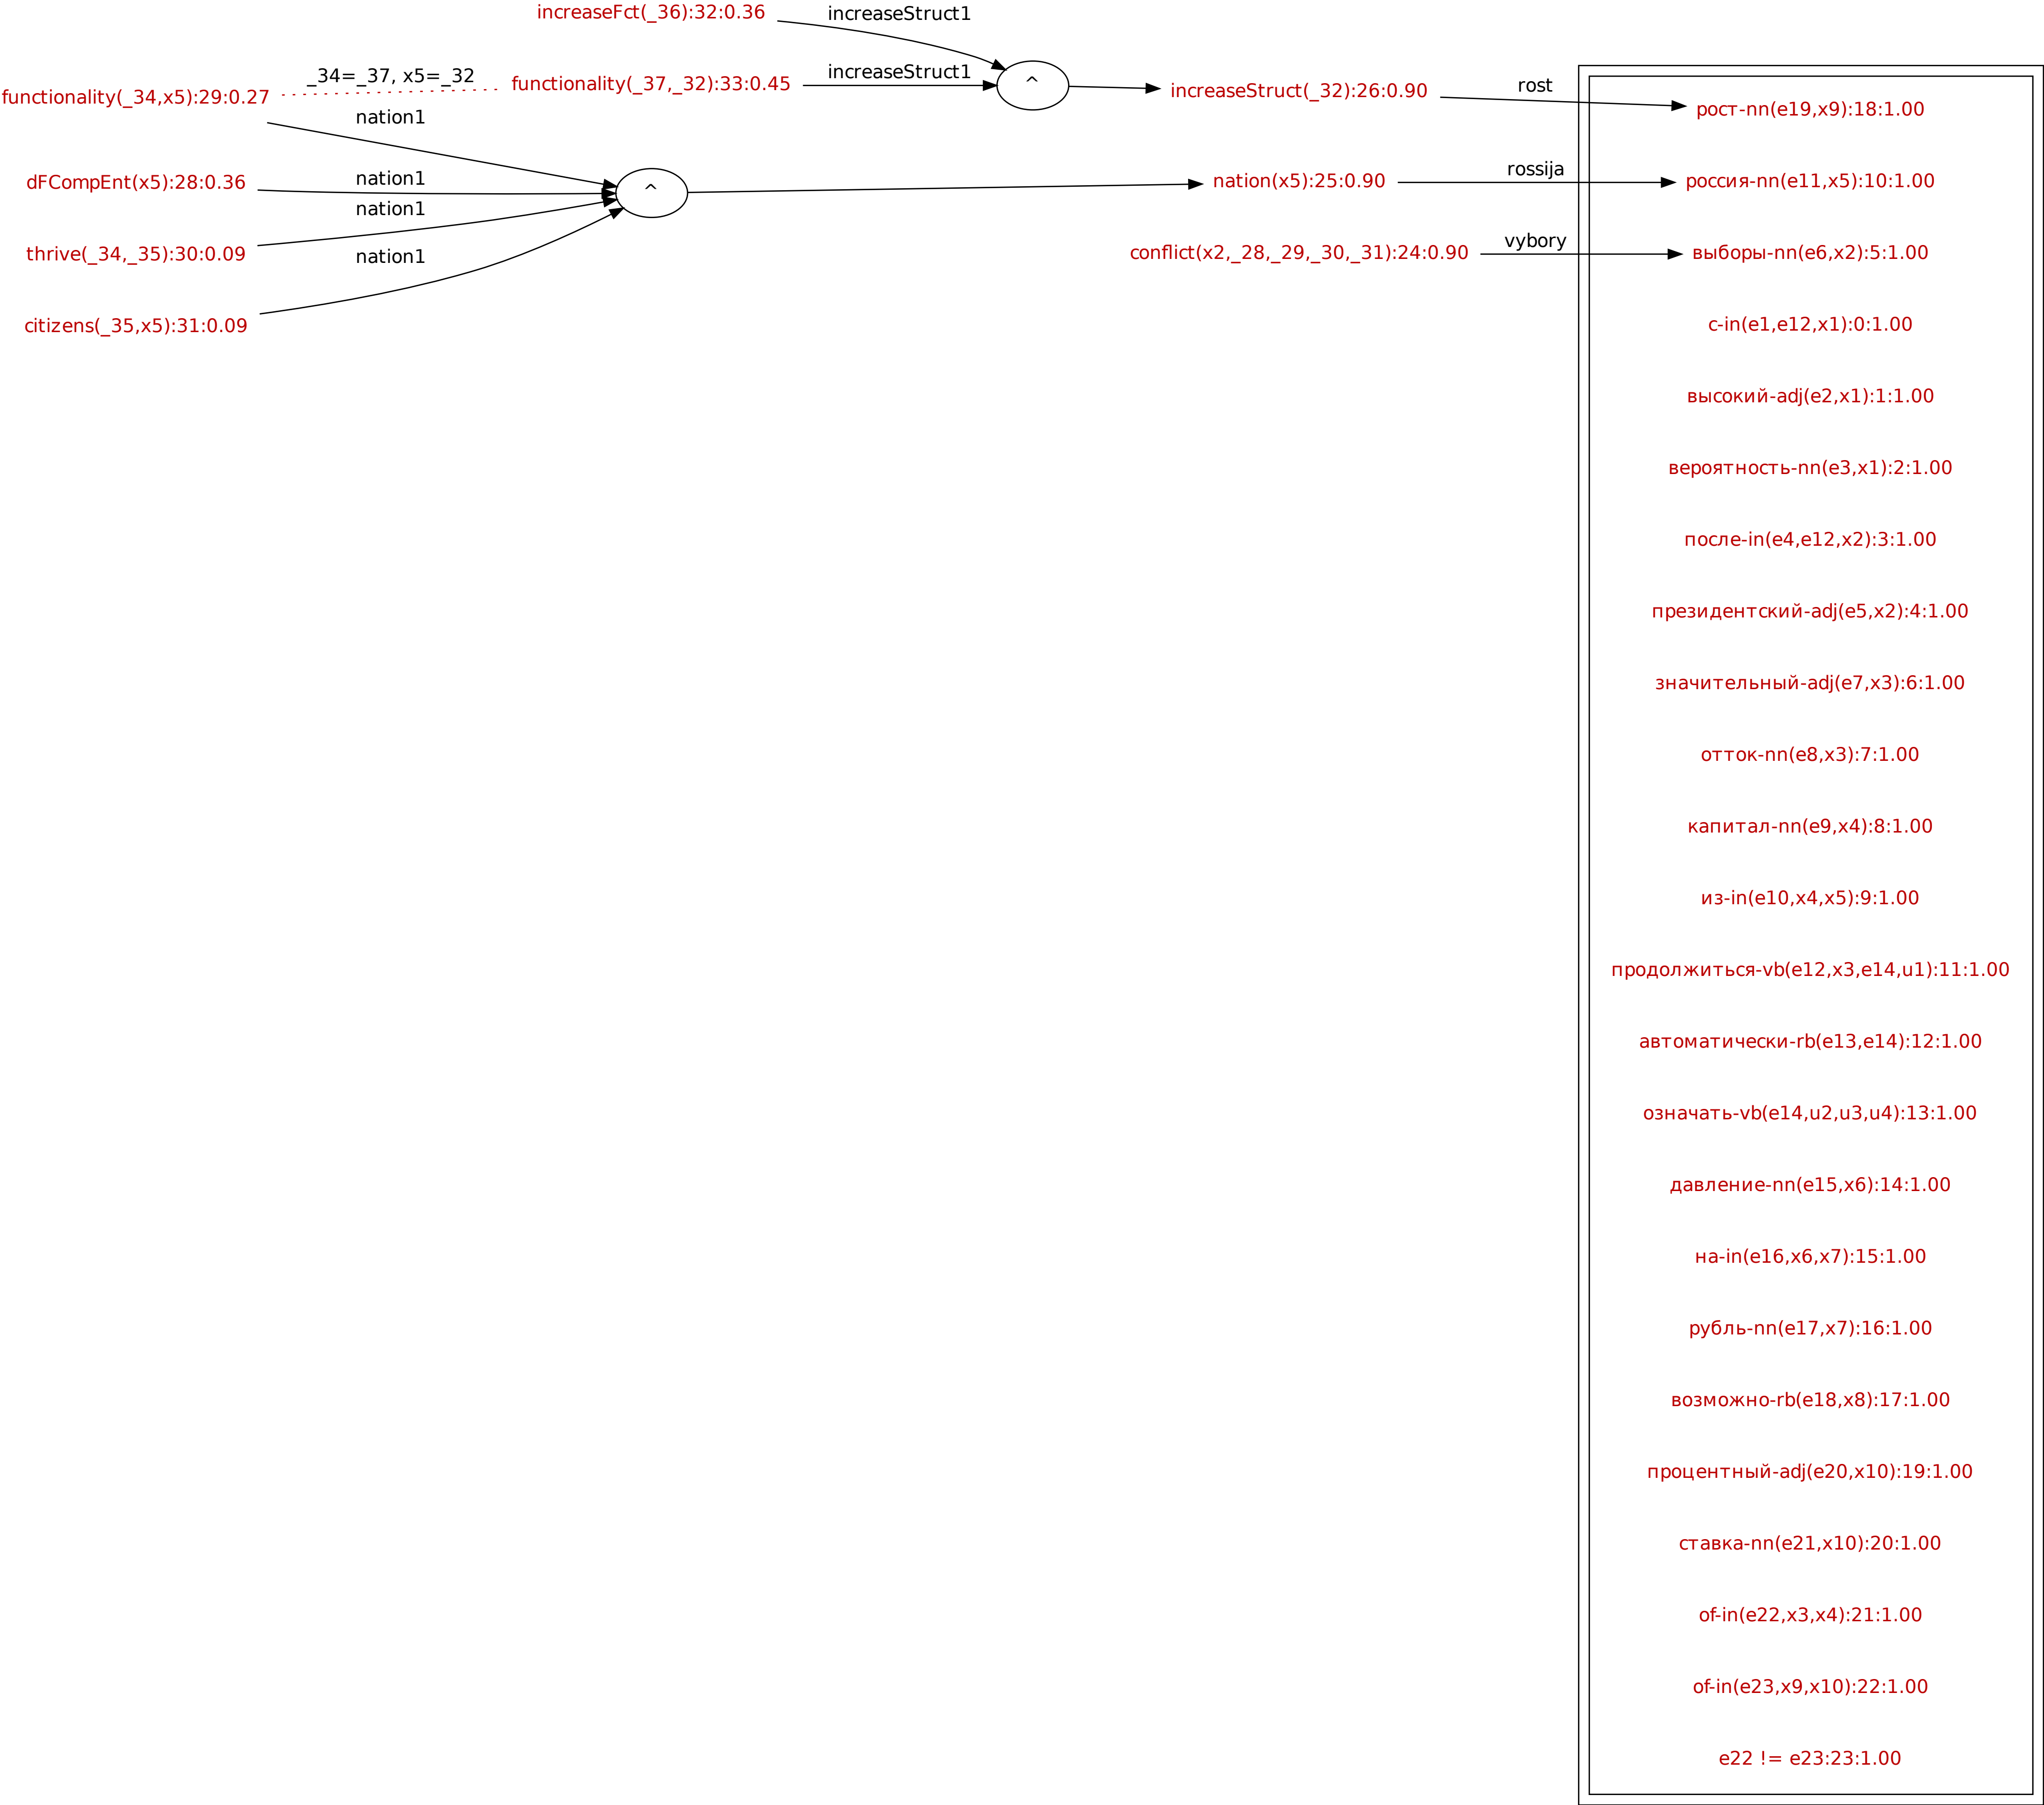 increaseFct(_36):32:0.36 increaseStruct1
_34=_37, x5=_32 increaseStruct1
functionality(_34,x5):29:0.27 functionality(_37,_32):33:0.45 ^ increaseStruct(_32):26:0.90 rost рост-nn(e19,x9):18:1.00
nation1
dFCompEnt(x5):28:0.36 nation1 ^ nation(x5):25:0.90 rossija россия-nn(e11,x5):10:1.00
nation1
thrive(_34,_35):30:0.09 nation1 conflict(x2,_28,_29,_30,_31):24:0.90 vybory выборы-nn(e6,x2):5:1.00
citizens(_35,x5):31:0.09 с-in(e1,e12,x1):0:1.00
высокий-adj(e2,x1):1:1.00
вероятность-nn(e3,x1):2:1.00
после-in(e4,e12,x2):3:1.00
президентский-adj(e5,x2):4:1.00
значительный-adj(e7,x3):6:1.00
отток-nn(e8,x3):7:1.00
капитал-nn(e9,x4):8:1.00
из-in(e10,x4,x5):9:1.00
продолжиться-vb(e12,x3,e14,u1):11:1.00
автоматически-rb(e13,e14):12:1.00
означать-vb(e14,u2,u3,u4):13:1.00
давление-nn(e15,x6):14:1.00
на-in(e16,x6,x7):15:1.00
рубль-nn(e17,x7):16:1.00
возможно-rb(e18,x8):17:1.00
процентный-adj(e20,x10):19:1.00
ставка-nn(e21,x10):20:1.00
of-in(e22,x3,x4):21:1.00
of-in(e23,x9,x10):22:1.00
e22 != e23:23:1.00